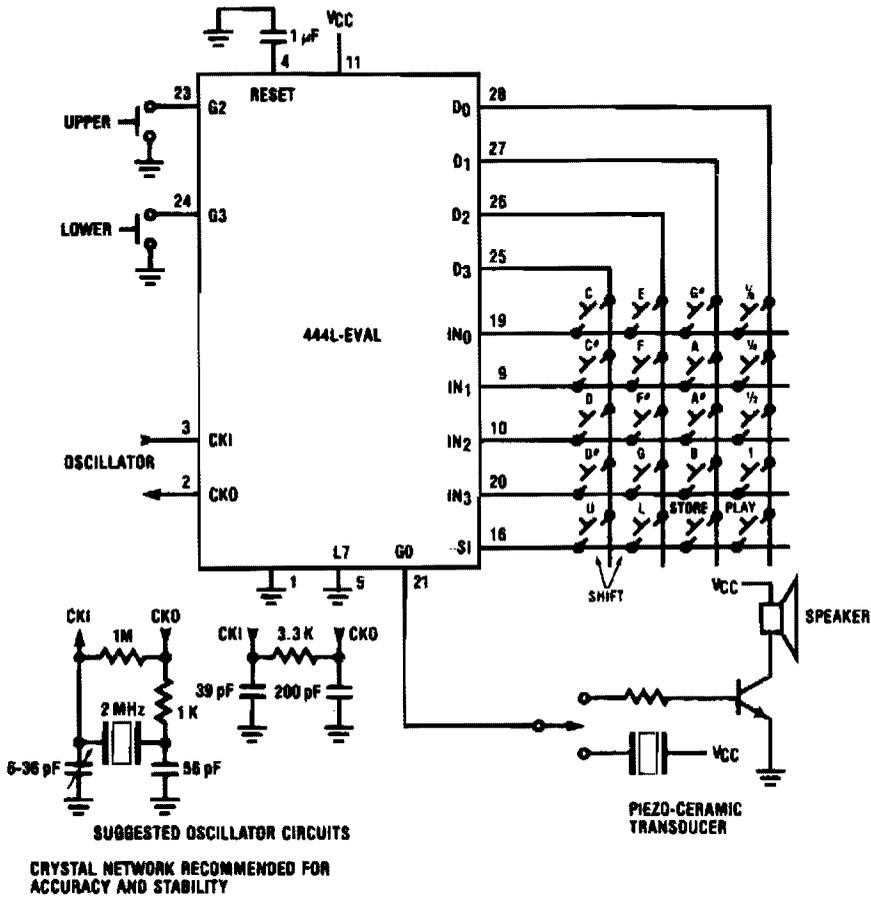 VCC
1 µF
4
11
RESET
23
G2
UPPER
24
G3
LOWER
D0
28
D1
27
D2
26
D3
25
444L-EVAL
C
E
G#
1/8
IN0
19
C#
F
A
1/4
IN1
9
D
F#
A#
1/2
IN2
10
D#
G
B
1
IN3
20
U
L
STORE
PLAY
SI
16
SHIFT
3
CKI
OSCILLATOR
2
CKO
L7
G0
1
5
21
CKI
CKO
1M
1K
2 MHz
6-36 pF
56 pF
CKI
3.3 K
CKO
39 pF
200 pF
VCC
SPEAKER
VCC
PIEZO-CERAMIC
TRANSDUCER
SUGGESTED OSCILLATOR CIRCUITS
CRYSTAL NETWORK RECOMMENDED FOR
ACCURACY AND STABILITY